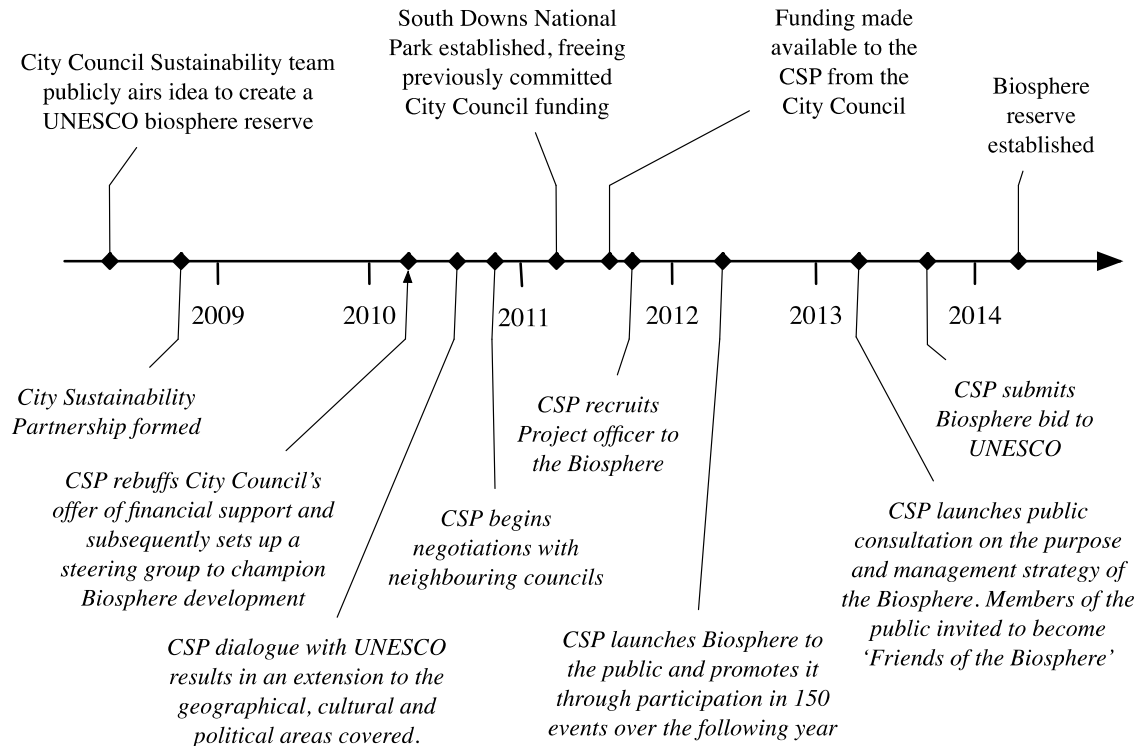 City Council Sustainability team
publicly airs idea to create a
UNESCO biosphere reserve
South Downs National
Park established, freeing
previously committed
City Council funding
Funding made
available to the
CSP from the
City Council
Biosphere
reserve
established
2009
2010
2011
2012
2013
2014
City Sustainability
Partnership formed
CSP rebuffs City Council’s
offer of financial support and
subsequently sets up a
steering group to champion
Biosphere development
CSP dialogue with UNESCO
results in an extension to the
geographical, cultural and
political areas covered.
CSP begins
negotiations with
neighbouring councils
CSP recruits
Project officer to
the Biosphere
CSP launches Biosphere to
the public and promotes it
through participation in 150
events over the following year
CSP submits
Biosphere bid to
UNESCO
CSP launches public
consultation on the purpose
and management strategy of
the Biosphere. Members of the
public invited to become
‘Friends of the Biosphere’